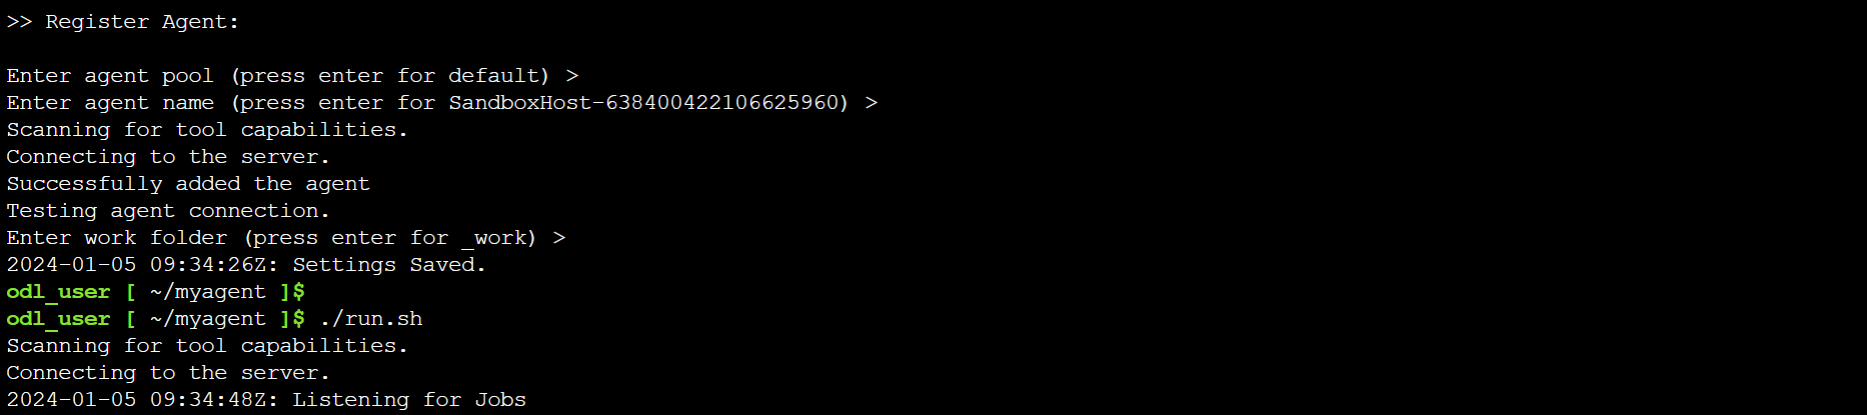 >> Register Agent:
Enter agent pool (press enter for default) >
Enter agent name (press enter for SandboxHost-638400422106625960) >
Scanning for tool capabilities.
Connecting to the server.
Successfully added the agent
Testing agent connection.
Enter work folder (press enter for _work) >
2024-01-05 09:34:26Z: Settings Saved.
odl_user [ ~/myagent ]$
odl_user [ ~/myagent ]$ ./run.sh
Scanning for tool capabilities.
Connecting to the server.
2024-01-05 09:34:48Z: Listening for Jobs